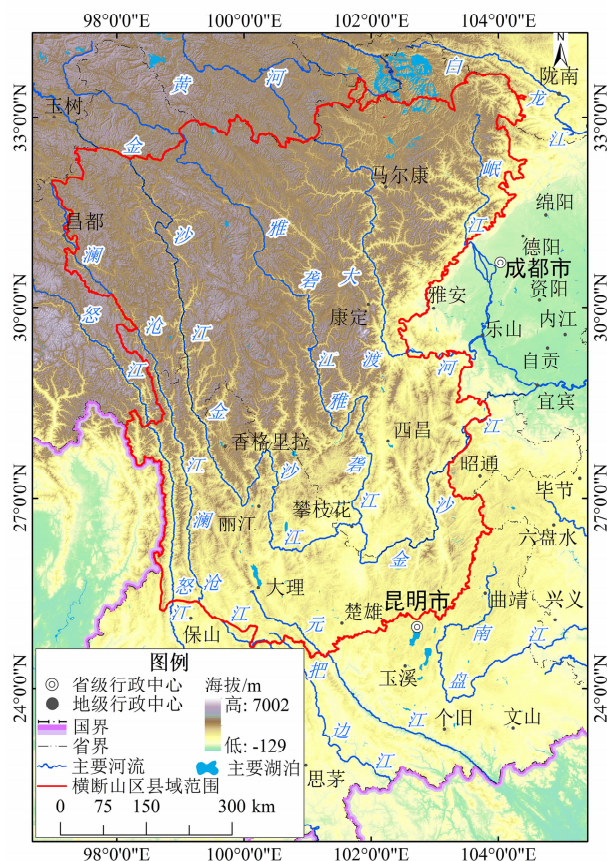 98°0'0"E 100°0'0"E 102°0'0"E 104°0'0"E
N
33°0'0"N 30°0'0"N 27°0'0"N 24°0'0"N
33°0'0"N 30°0'0"N 27°0'0"N 24°0'0"N
黄河
白龙江
陇南
玉树
金沙江
马尔康
岷江
绵阳
昌都
雅砻江
大渡河
德阳
成都市
澜沧江
怒江
资阳
雅安
康定
内江
乐山
自贡
宜宾
金沙江
雅砻江
香格里拉
西昌
昭通
毕节
丽江
攀枝花
六盘水
澜沧江
怒江
大理
昆明市
楚雄
曲靖
兴义
保山
元江
南盘江
玉溪
把边江
个旧
文山
思茅
图例
省级行政中心
地级行政中心
国界
省界
主要河流
横断山区县域范围
海拔/m
高: 7002
低: -129
主要湖泊
0 75 150 300 km
98°0'0"E 100°0'0"E 102°0'0"E 104°0'0"E